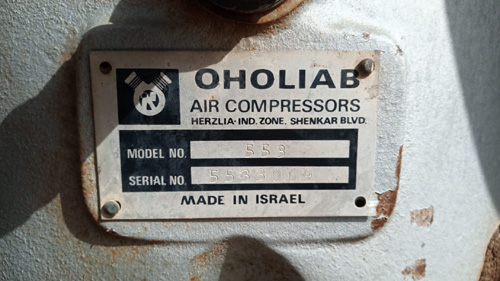 OHOLIAB
AIR COMPRESSORS
HERZLIA·IND. ZONE. SHENKAR BLVD.
MODEL NO. 553
SERIAL NO.
MADE IN ISRAEL